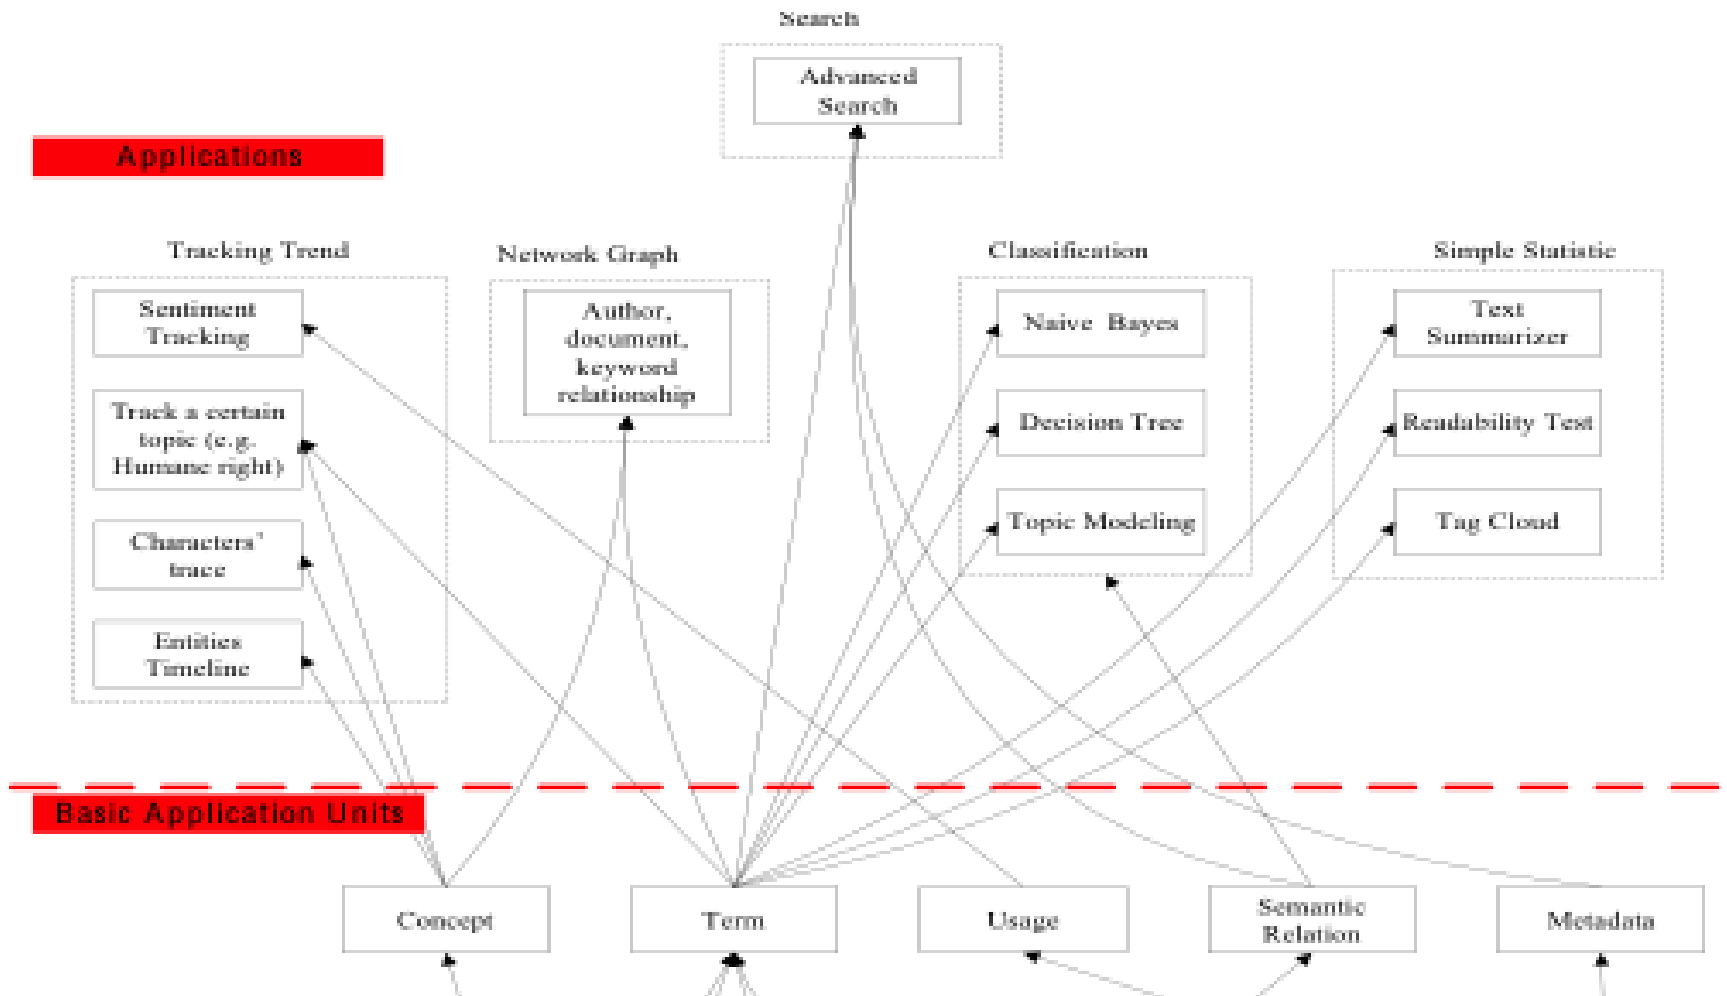 Search
Advanced
Search
Applications
Tracking Trend
Network Graph
Classification
Simple Statistic
Sentiment
Tracking
Track a certain
topic (e.g.
Humane right)
Characters'
trace
Entities
Timeline
Author,
document,
keyword
relationship
Naive Bayes
Decision Tree
Topic Modeling
Text
Summarizer
Readability Test
Tag Cloud
Basic Application Units
Concept
Term
Usage
Semantic
Relation
Metadata